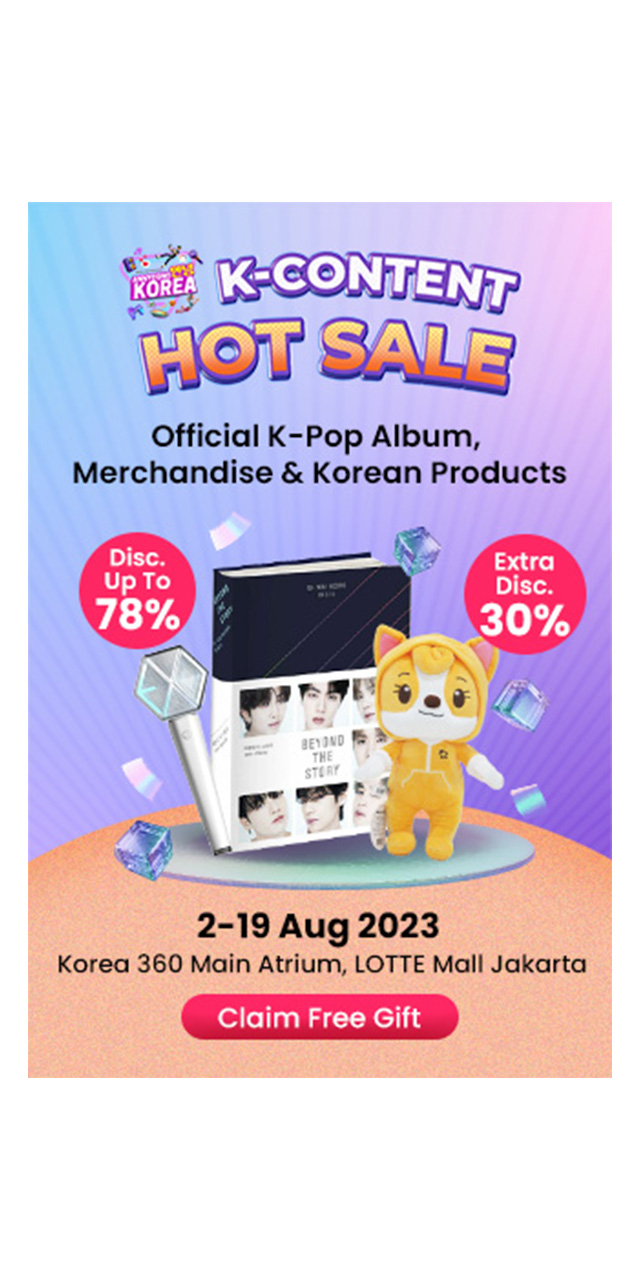 KOREA
K-CONTENT
HOT SALE
Official K-Pop Album,
Merchandise & Korean Products
Disc.
Up To
78%
Extra
Disc.
30%
BEYOND
THE
STORY
2-19 Aug 2023
Korea 360 Main Atrium, LOTTE Mall Jakarta
Claim Free Gift